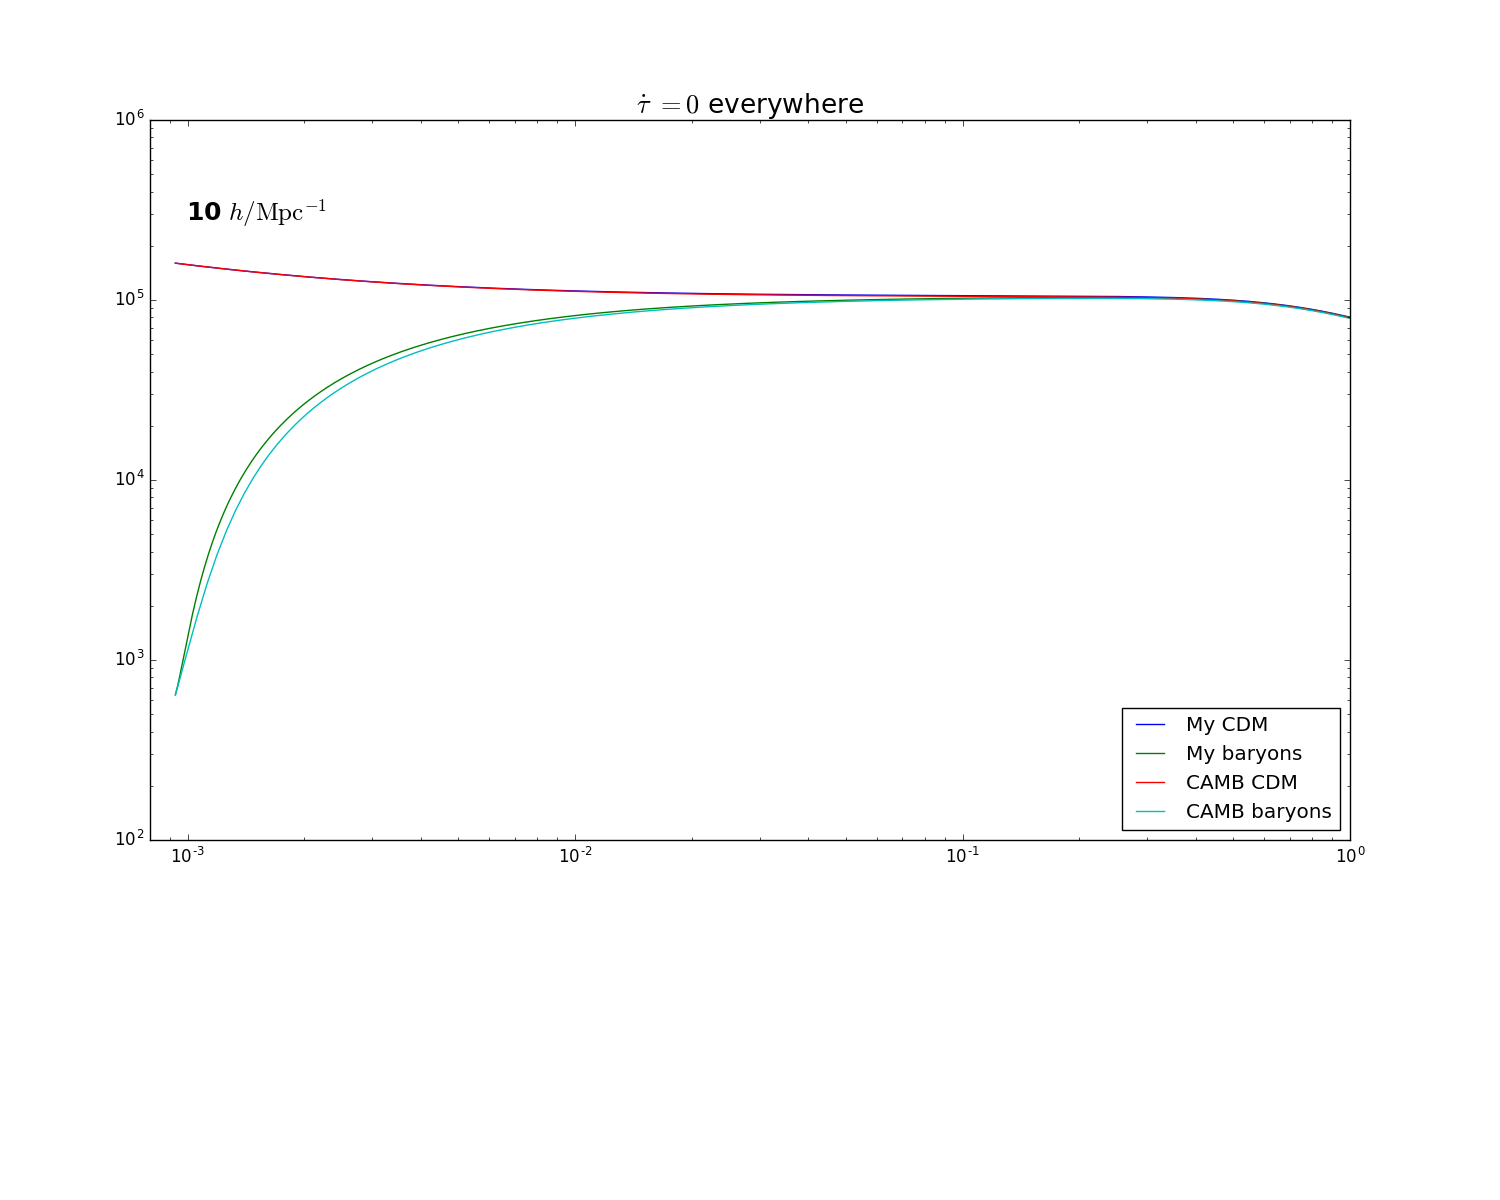 τ̇ = 0 everywhere
10⁶
10 h/Mpc⁻¹
10⁵
10⁴
10³
10²
10⁻³ 10⁻² 10⁻¹ 10⁰
My CDM
My baryons
CAMB CDM
CAMB baryons